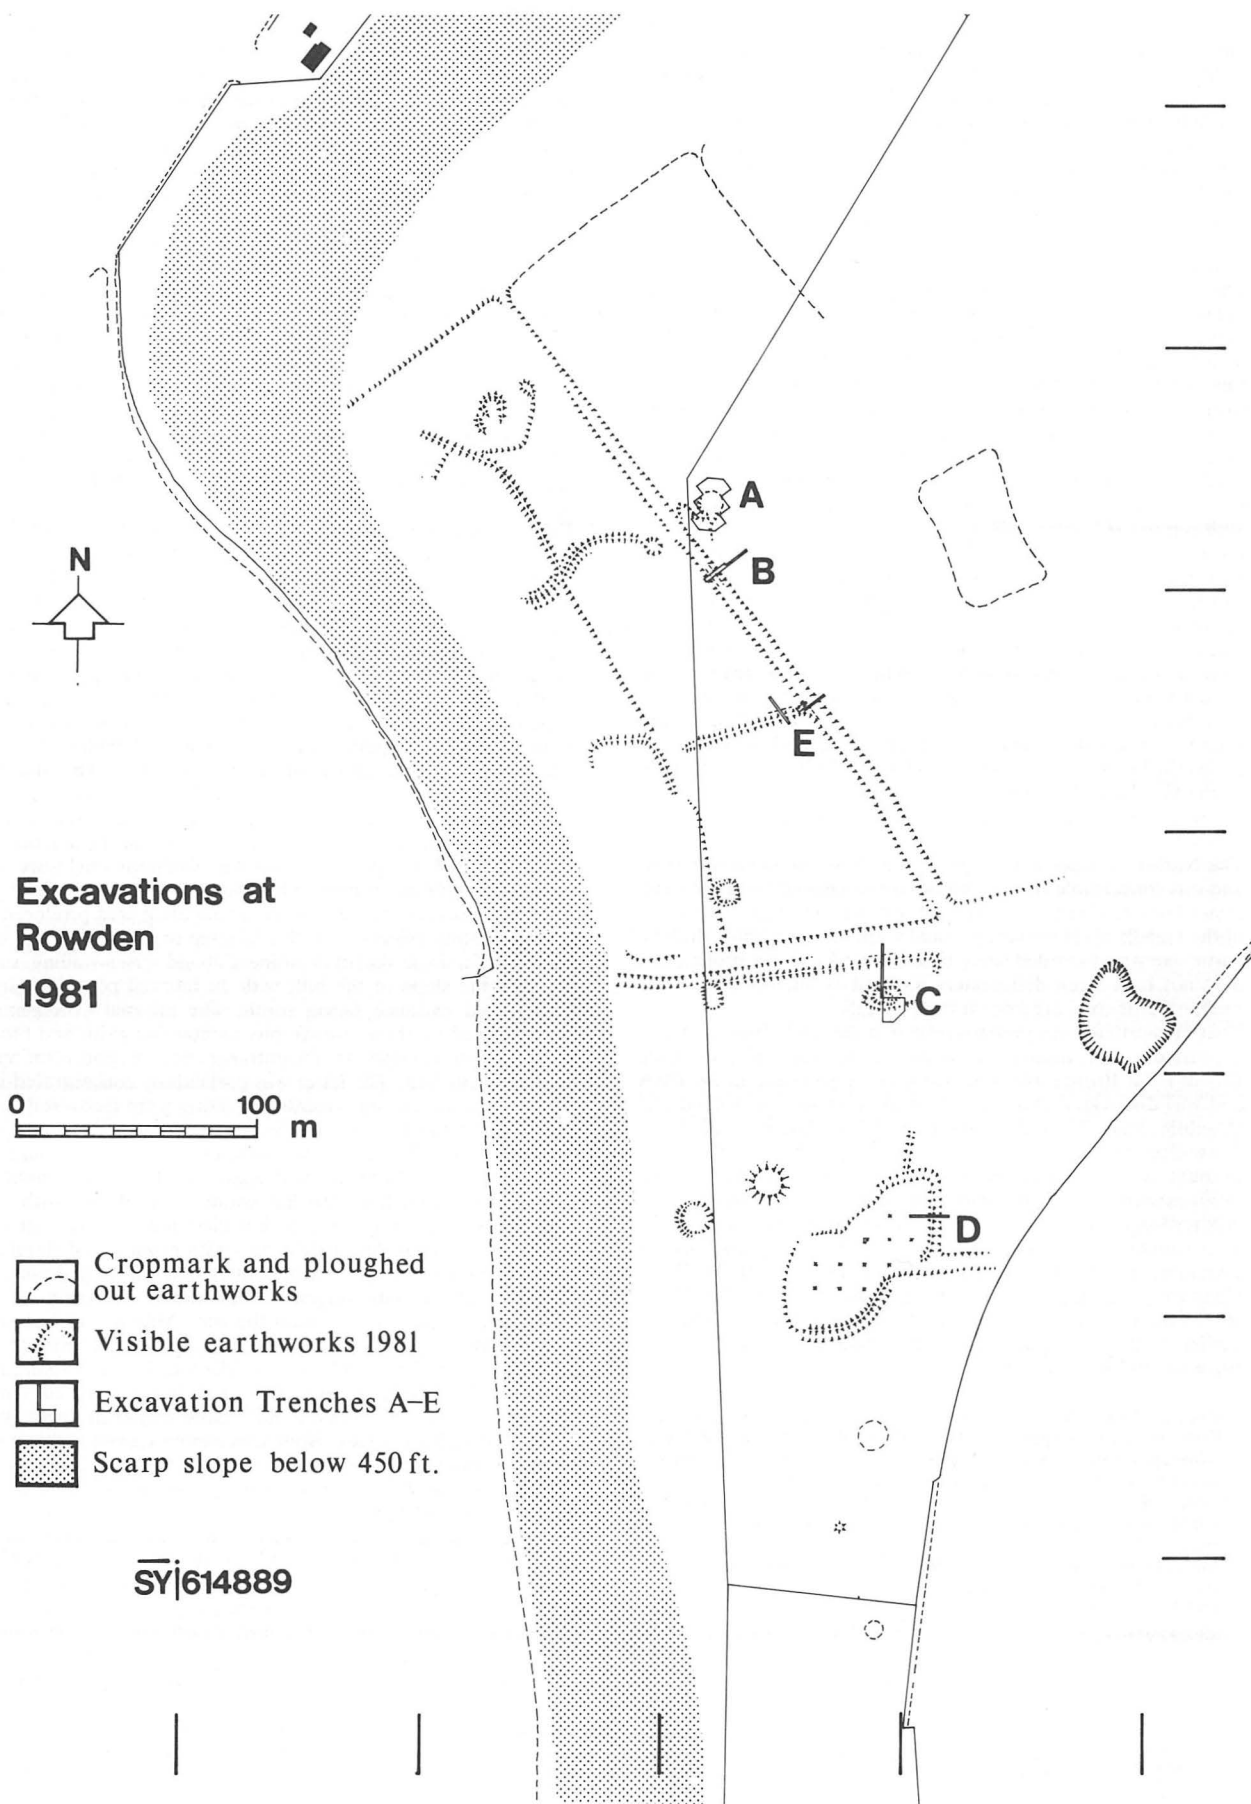 A
B
N
E
Excavations at
Rowden
1981
C
0 100 m
D
Cropmark and ploughed
out earthworks
Visible earthworks 1981
Excavation Trenches A–E
Scarp slope below 450 ft.
SY|614889